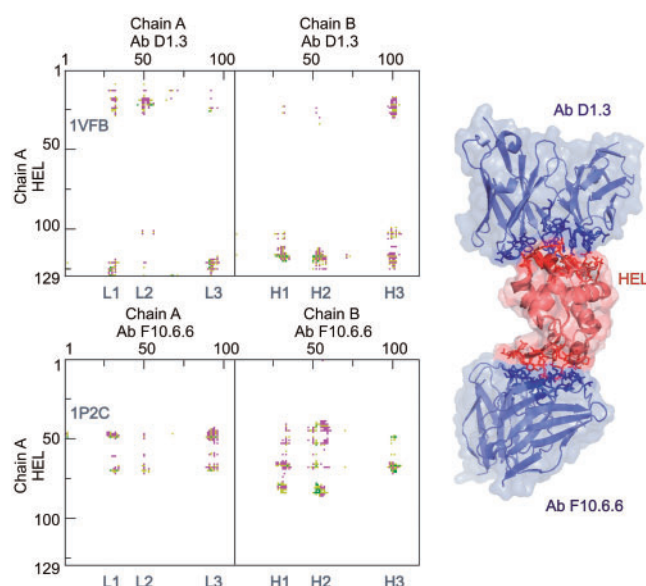 Chain A
Ab D1.3
Chain B
Ab D1.3
1 50 100 50 100
1
50
100
129
Chain A
HEL
1VFB
L1 L2 L3 H1 H2 H3
Chain A
Ab F10.6.6
Chain B
Ab F10.6.6
1 50 100 50 100
1
50
100
129
Chain A
HEL
1P2C
L1 L2 L3 H1 H2 H3
Ab D1.3
HEL
Ab F10.6.6